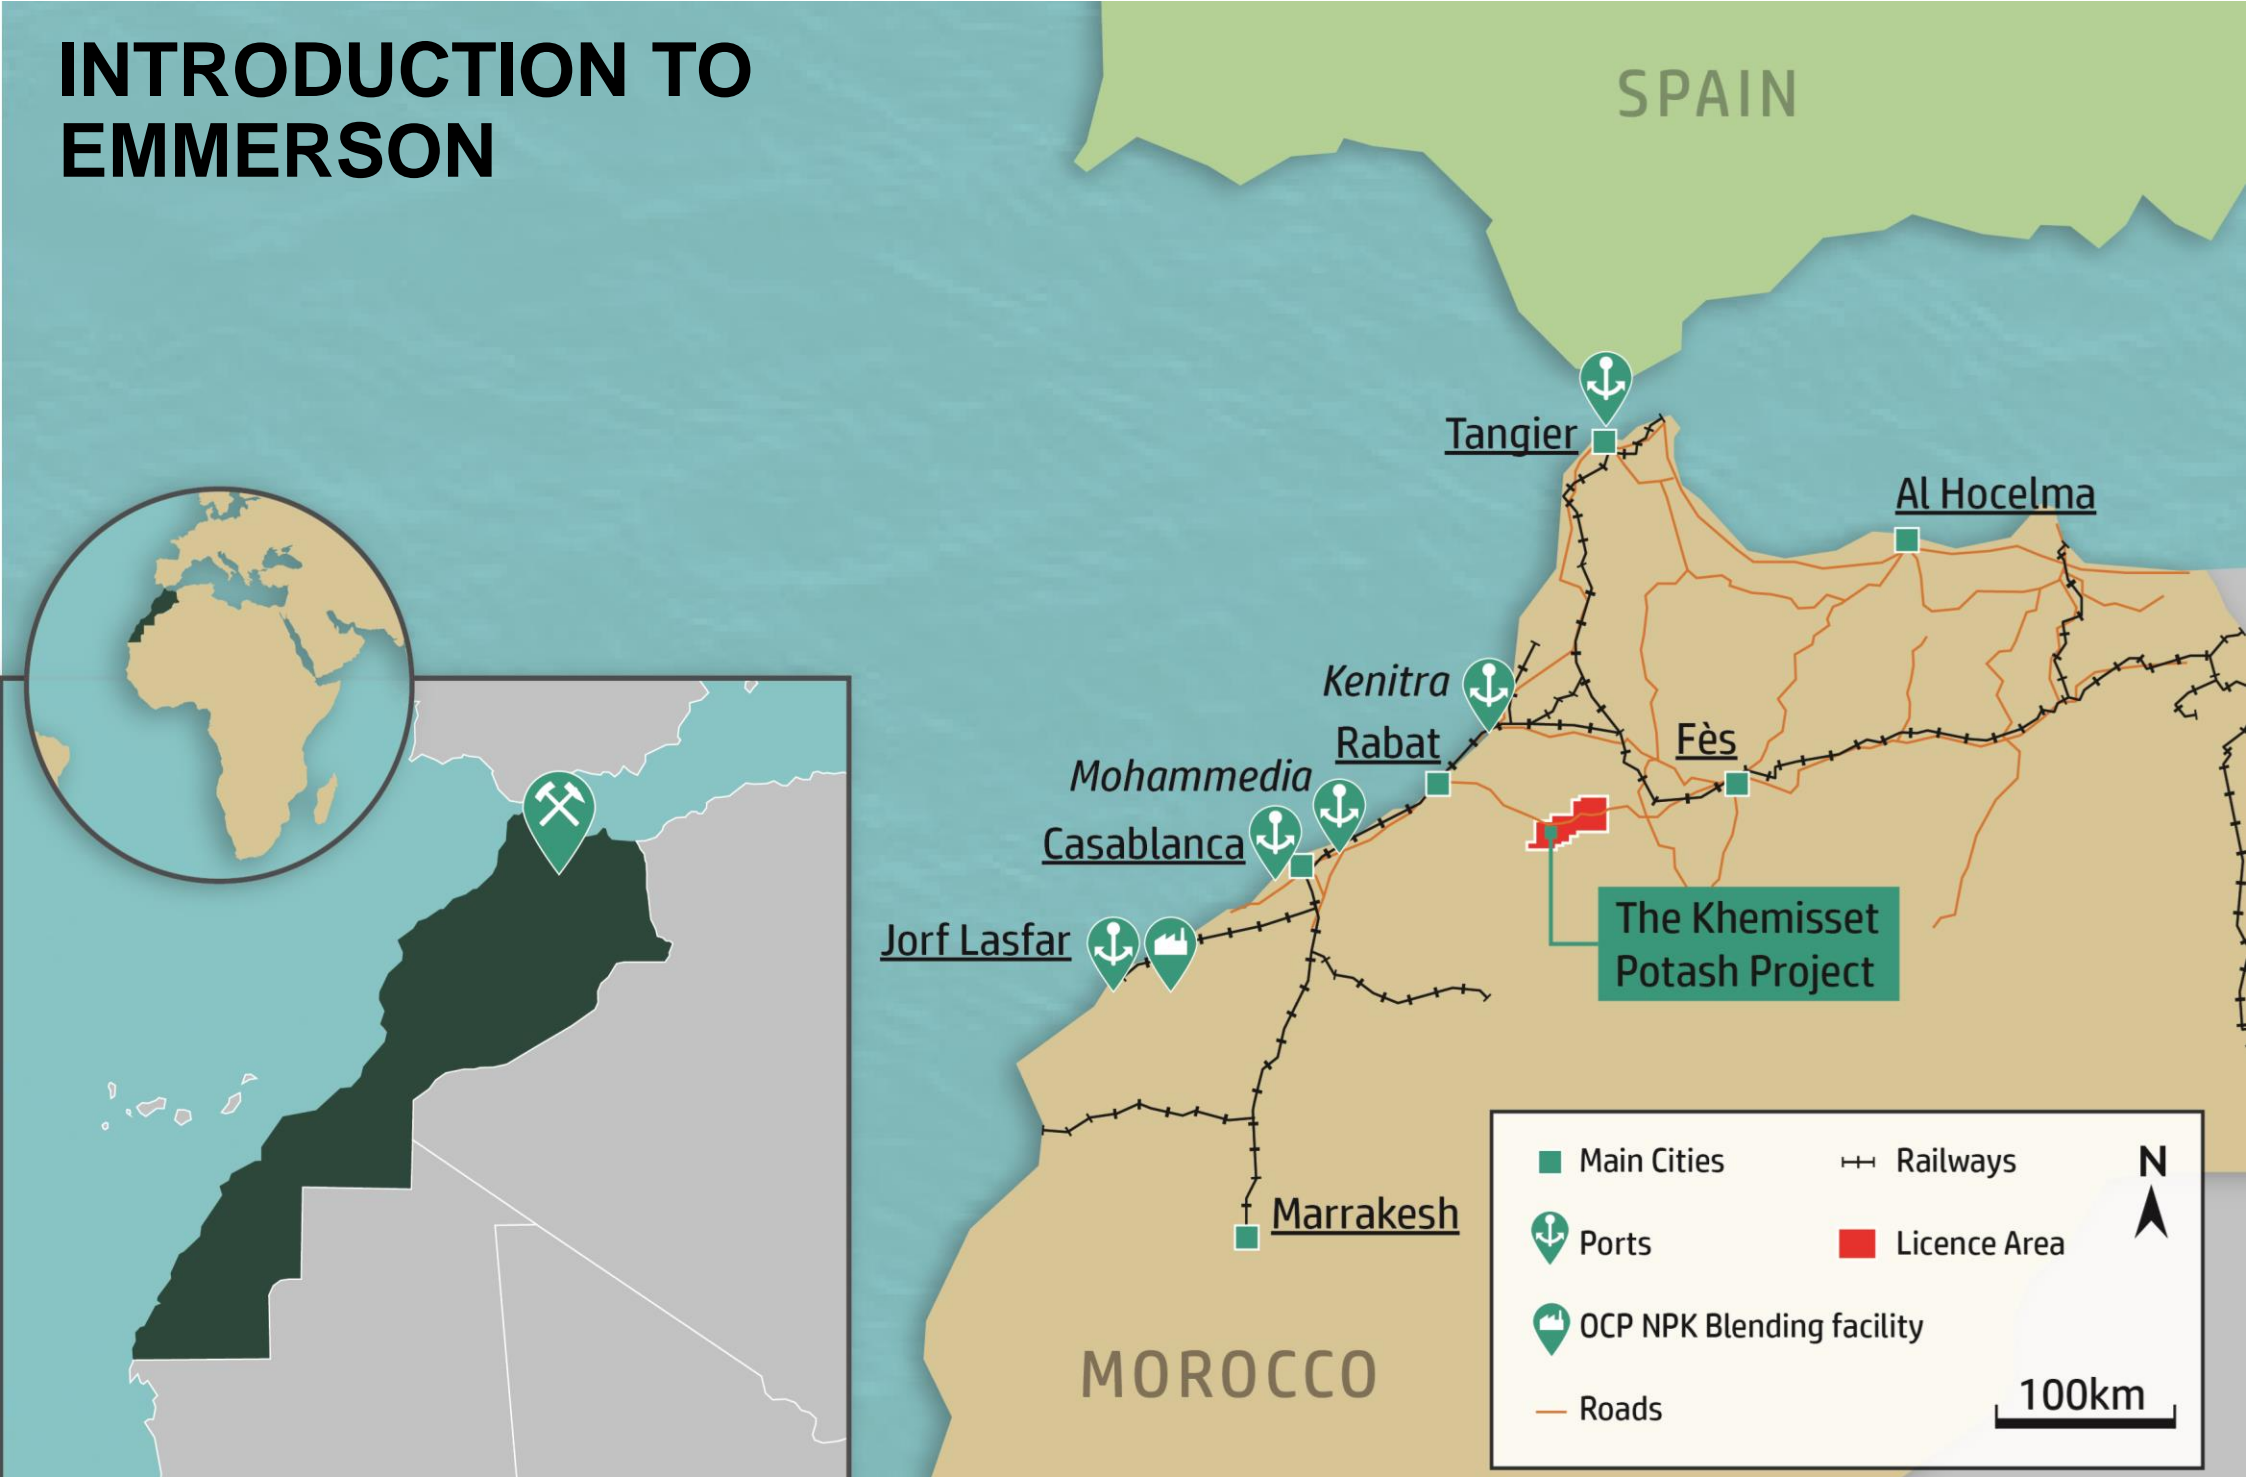 INTRODUCTION TO
EMMERSON
SPAIN
Tangier
Al Hocelma
Kenitra
Rabat
Fès
Mohammedia
Casablanca
Jorf Lasfar
The Khemisset
Potash Project
Marrakesh
MOROCCO
Main Cities
Railways
N
Ports
Licence Area
OCP NPK Blending facility
Roads
100km